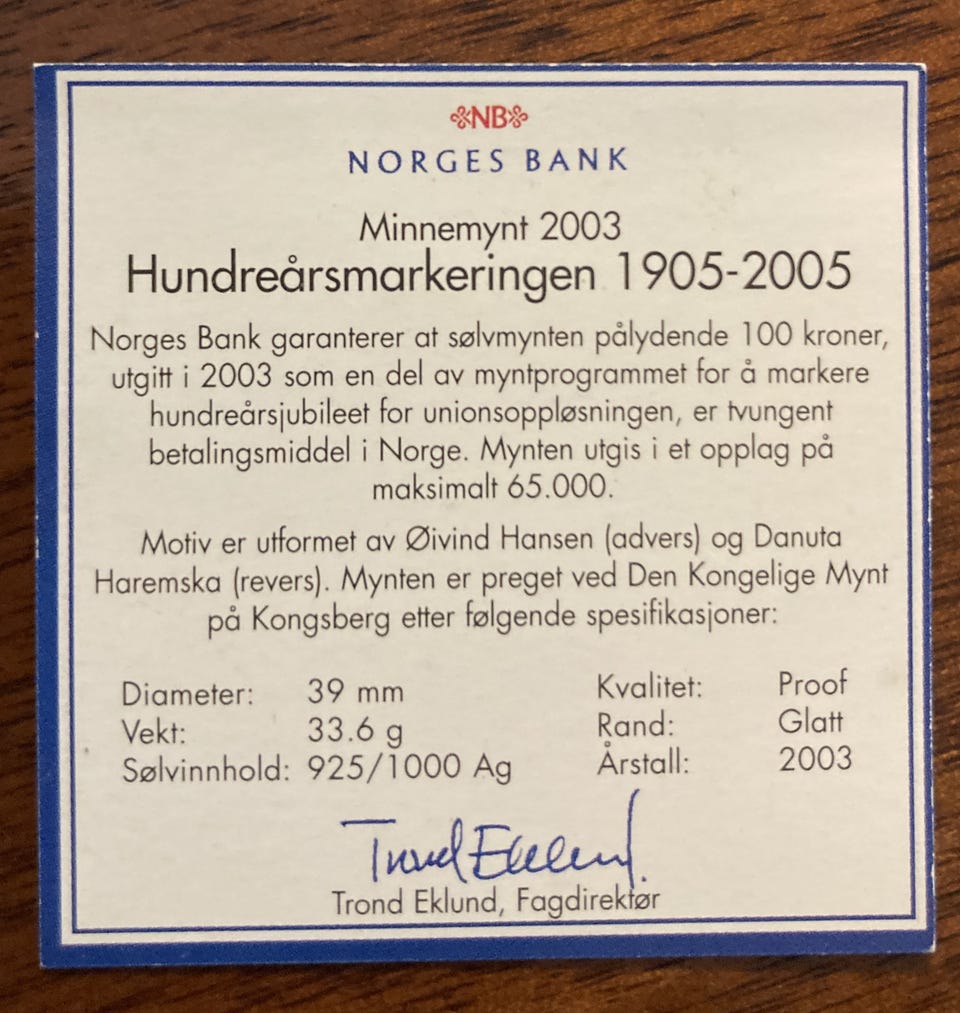 NB
NORGES BANK
Minnemynt 2003
Hundreårsmarkeringen 1905-2005
Norges Bank garanterer at sølvmynten pålydende 100 kroner,
utgitt i 2003 som en del av myntprogrammet for å markere
hundreårsjubileet for unionsoppløsningen, er tvungent
betalingsmiddel i Norge. Mynten utgis i et opplag på
maksimalt 65.000.
Motiv er utformet av Øivind Hansen (advers) og Danuta
Haremska (revers). Mynten er preget ved Den Kongelige Mynt
på Kongsberg etter følgende spesifikasjoner:
Diameter: 39 mm Kvalitet: Proof
Vekt: 33.6 g Rand: Glatt
Sølvinnhold: 925/1000 Ag Årstall: 2003
Trond Eklund
Trond Eklund, Fagdirektør